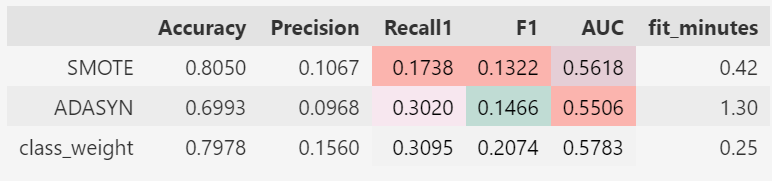 Accuracy Precision Recall1 F1 AUC fit_minutes
SMOTE 0.8050 0.1067 0.1738 0.1322 0.5618 0.42
ADASYN 0.6993 0.0968 0.3020 0.1466 0.5506 1.30
class_weight 0.7978 0.1560 0.3095 0.2074 0.5783 0.25